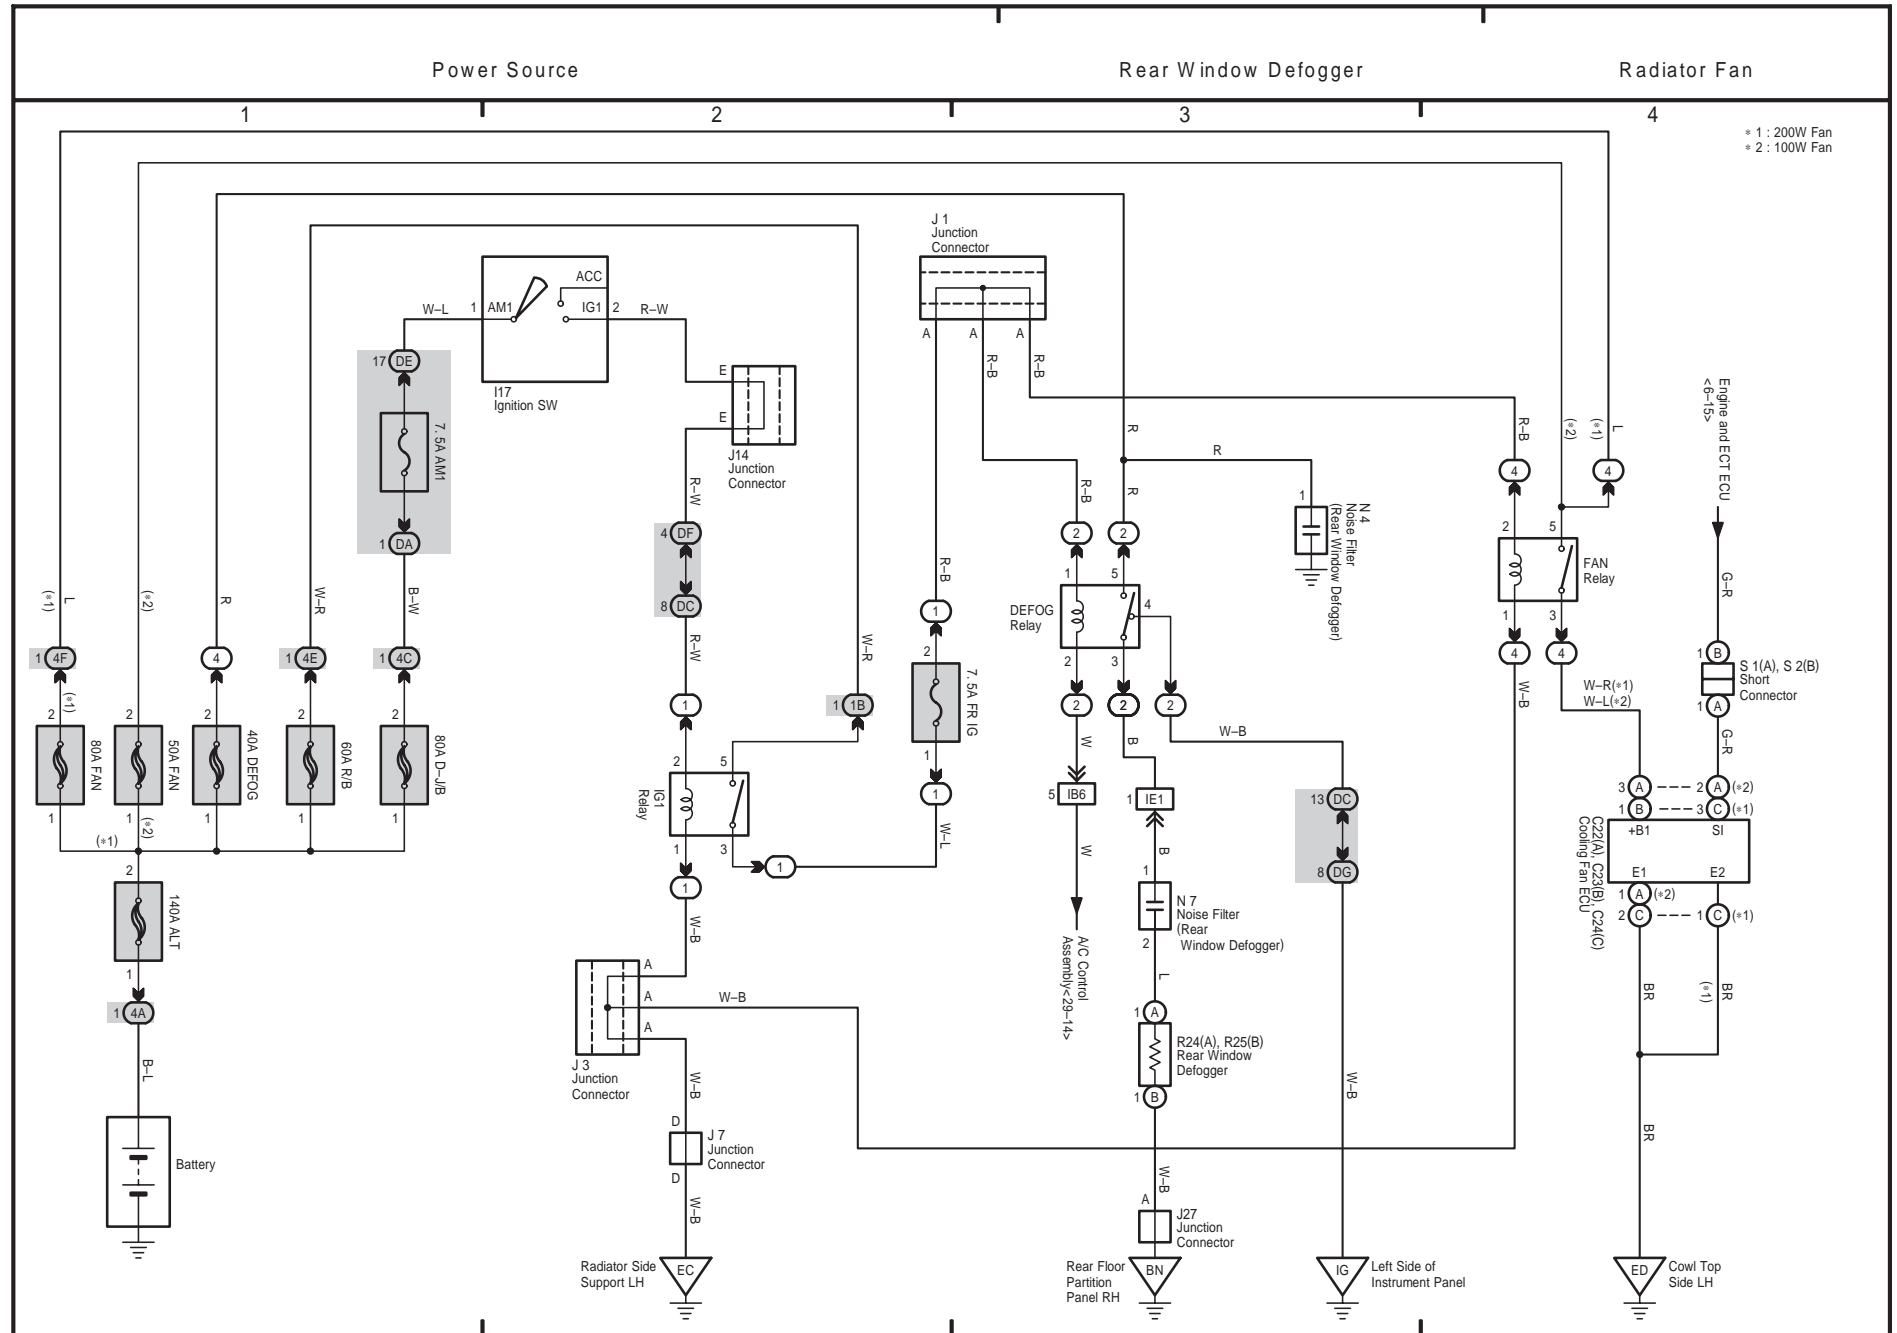 Power Source
Rear Window Defogger
Radiator Fan
1
2
3
4
∗ 1 : 200W Fan
∗ 2 : 100W Fan
J 1
Junction
Connector
ACC
W–L
1
AM1
IG1
2
R–W
I17
Ignition SW
17
DE
7. 5A AM1
1
DA
B–W
E
E
J14
Junction
Connector
R–W
4
DF
8
DC
R–W
A
A
A
R–B
R–B
R–B
R
R
R
R–B
R–B
(∗2)
(∗1)
L
Engine and ECT ECU
<6–15>
4
4
1
N 4
Noise Filter
(Rear Window Defogger)
2
2
1
5
4
DEFOG
Relay
2
3
2
2
2
2
5
FAN
Relay
1
3
4
4
G–R
W–R(∗1)
W–L(∗2)
W–B
1
B
S 1(A), S 2(B)
Short
Connector
1
A
G–R
(∗1)
L
(∗2)
R
W–R
1
4F
4
1
4E
1
4C
(∗1)
2
2
2
2
2
80A FAN
50A FAN
40A DEFOG
60A R/B
80A D–J/B
1
1
1
1
1
(∗1)
(∗2)
2
140A ALT
1
1
4A
B–L
Battery
W–R
1
1
1B
2
5
IG1
Relay
1
3
1
1
1
2
7. 5A FR IG
1
1
W–L
W–B
A
A
A
W–B
J 3
Junction
Connector
W–B
D
J 7
Junction
Connector
D
W–B
Radiator Side
Support LH
EC
W
5
IB6
W
A/C Control
Assembly<29–14>
B
1
IE1
B
1
N 7
Noise Filter
(Rear
Window Defogger)
2
L
1
A
R24(A), R25(B)
Rear Window
Defogger
1
B
W–B
A
J27
Junction
Connector
Rear Floor
Partition
Panel RH
BN
W–B
13
DC
8
DG
W–B
IG
Left Side of
Instrument Panel
3
A
2
A
(∗2)
1
B
3
C
(∗1)
+B1
SI
E1
E2
C22(A), C23(B), C24(C)
Cooling Fan ECU
1
A
(∗2)
2
C
1
C
(∗1)
BR
(∗1)
BR
BR
ED
Cowl Top
Side LH